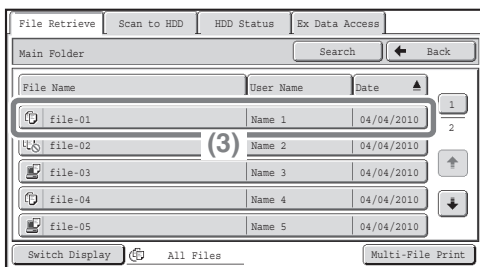 File Retrieve Scan to HDD HDD Status Ex Data Access
Main Folder Search Back
File Name User Name Date
1
file-01 Name 1 04/04/2010
2
(3)
file-02 Name 2 04/04/2010
file-03 Name 3 04/04/2010
file-04 Name 4 04/04/2010
file-05 Name 5 04/04/2010
Switch Display All Files Multi-File Print